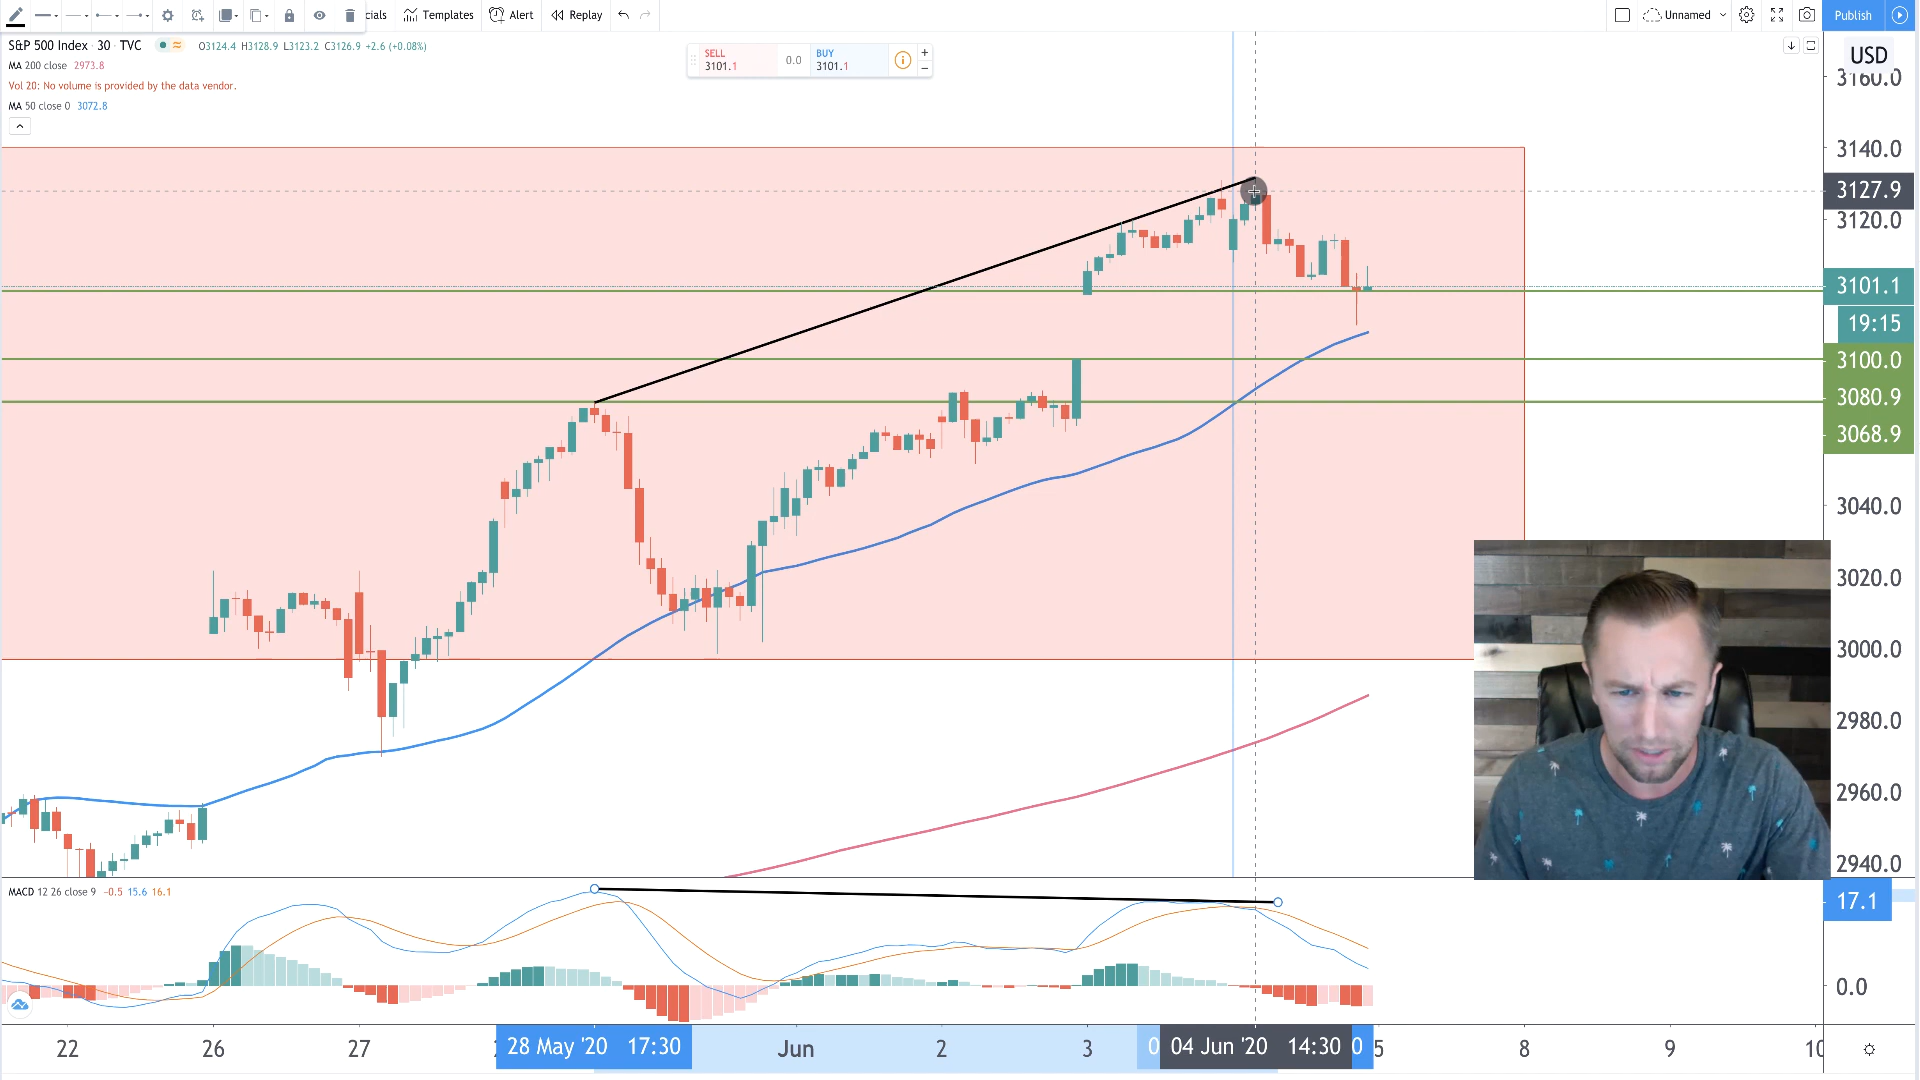 cials Templates Alert Replay Unnamed Publish
S&P 500 Index · 30 · TVC O3124.4 H3128.9 L3123.2 C3126.9 +2.6 (+0.08%)
MA 200 close 2973.8
Vol 20: No volume is provided by the data vendor.
MA 50 close 0 3072.8
SELL
3101.1
0.0
BUY
3101.1
USD
3160.0
3140.0
3127.9
3120.0
3101.1
19:15
3100.0
3080.9
3068.9
3040.0
3020.0
3000.0
2980.0
2960.0
2940.0
MACD 12 26 close 9 −0.5 15.6 16.1
17.1
0.0
22 26 27 28 May '20 17:30 Jun 2 3 0 04 Jun '20 14:30 0 5 8 9 10